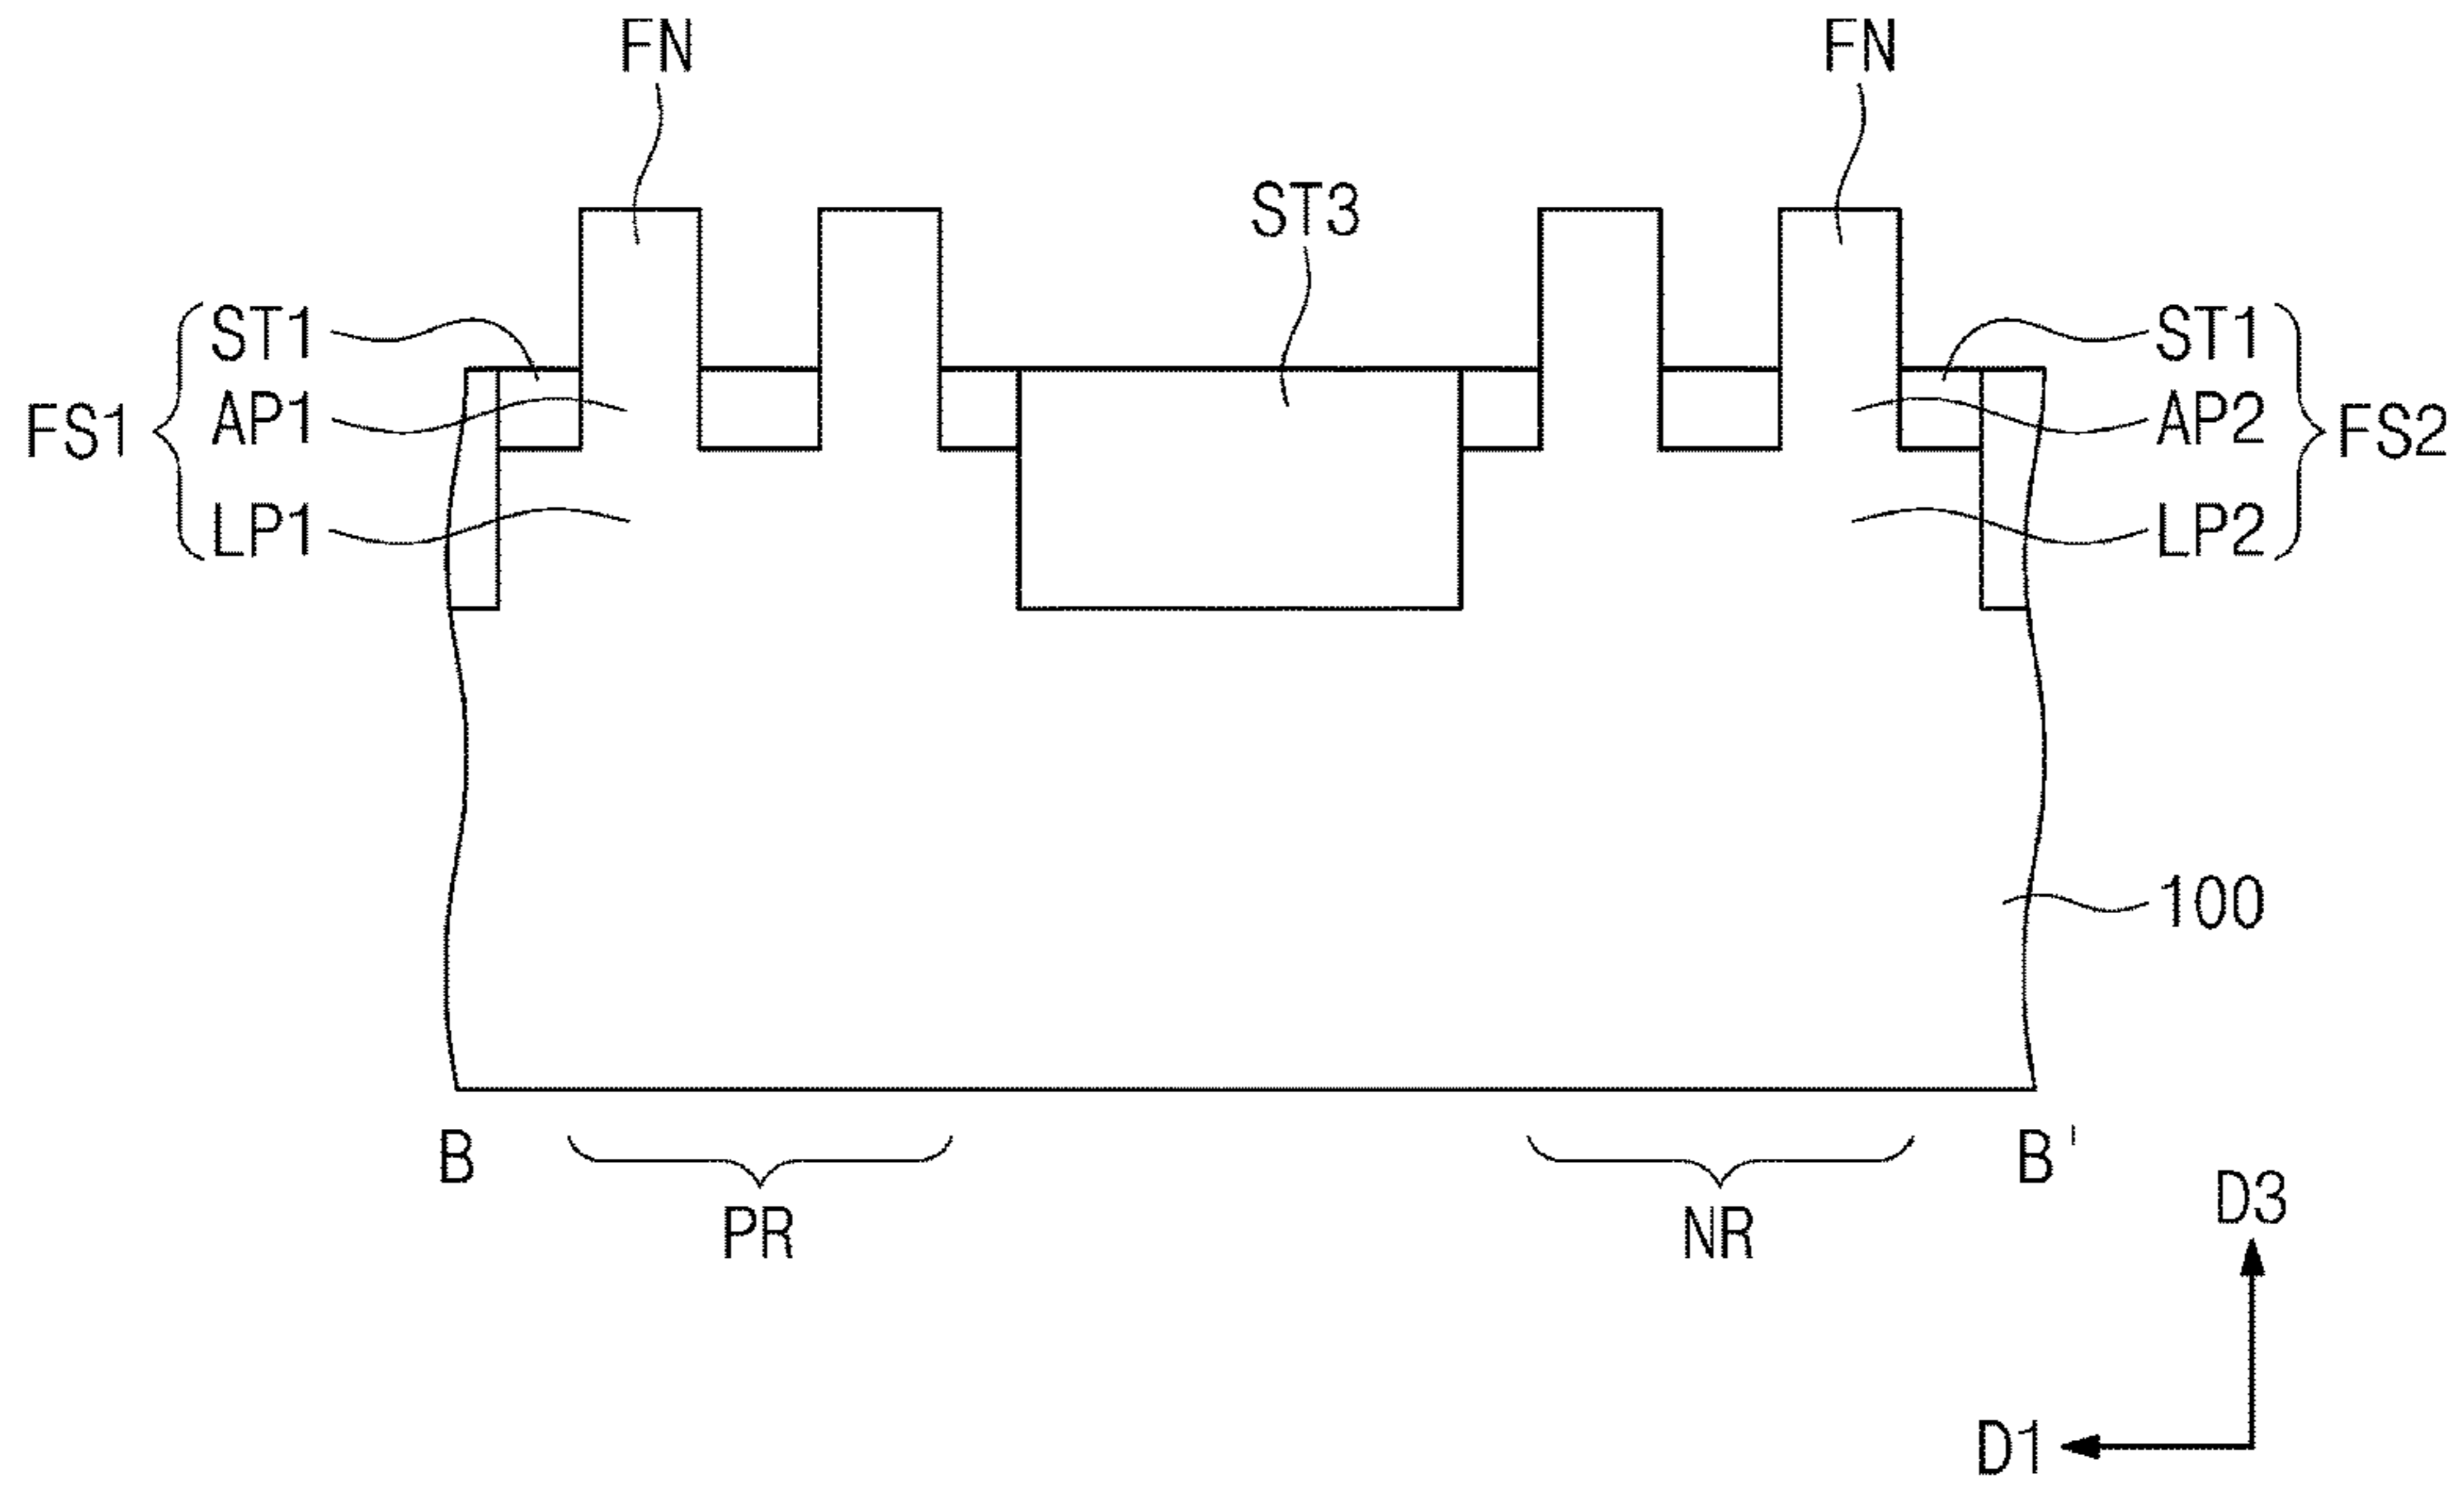 FN FN
ST3
ST1 ST1
FS1 AP1 AP2 FS2
LP1 LP2
100
B B'
PR NR
D3
D1